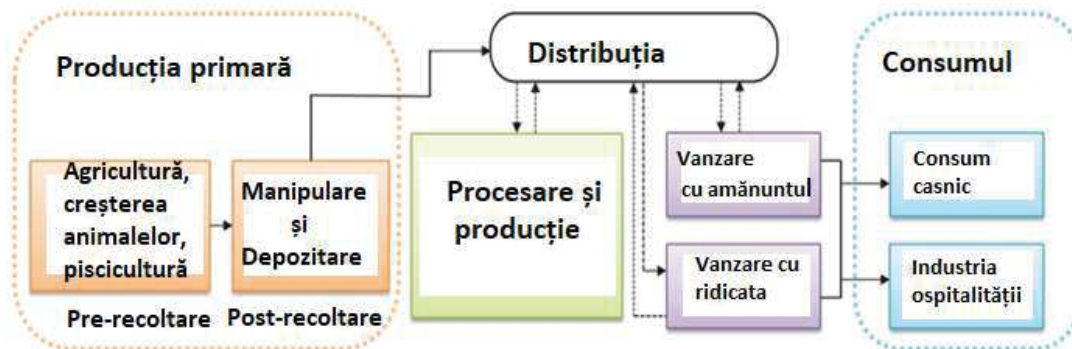 Producția primară
Agricultură,
creșterea
animalelor,
piscicultură
Pre-recoltare
Manipulare
și
Depozitare
Post-recoltare
Distribuția
Procesare și
producție
Vanzare
cu amănuntul
Vanzare cu
ridicata
Consumul
Consum
casnic
Industria
ospitalității